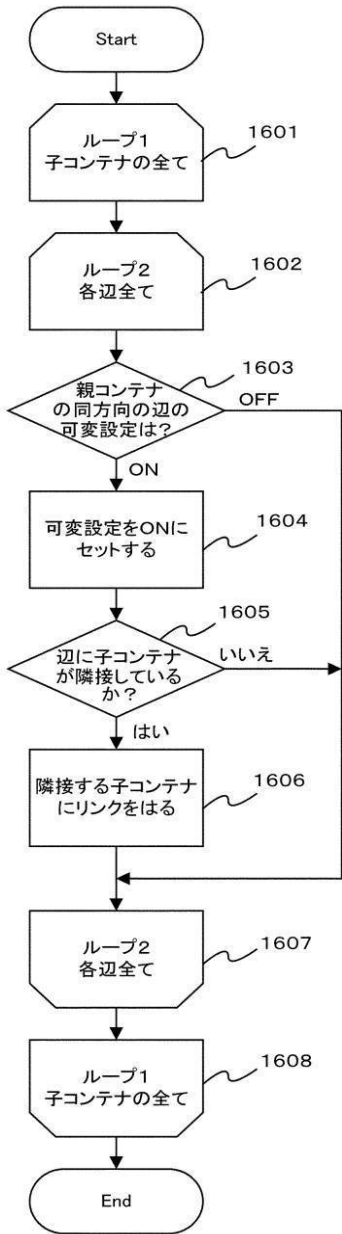 Start
ループ1
子コンテナの全て
1601
ループ2
各辺全て
1602
親コンテナ
の同方向の辺の
可変設定は?
1603
OFF
ON
可変設定をONに
セットする
1604
辺に子コンテナ
が隣接している
か?
1605
いいえ
はい
隣接する子コンテナ
にリンクをはる
1606
ループ2
各辺全て
1607
ループ1
子コンテナの全て
1608
End